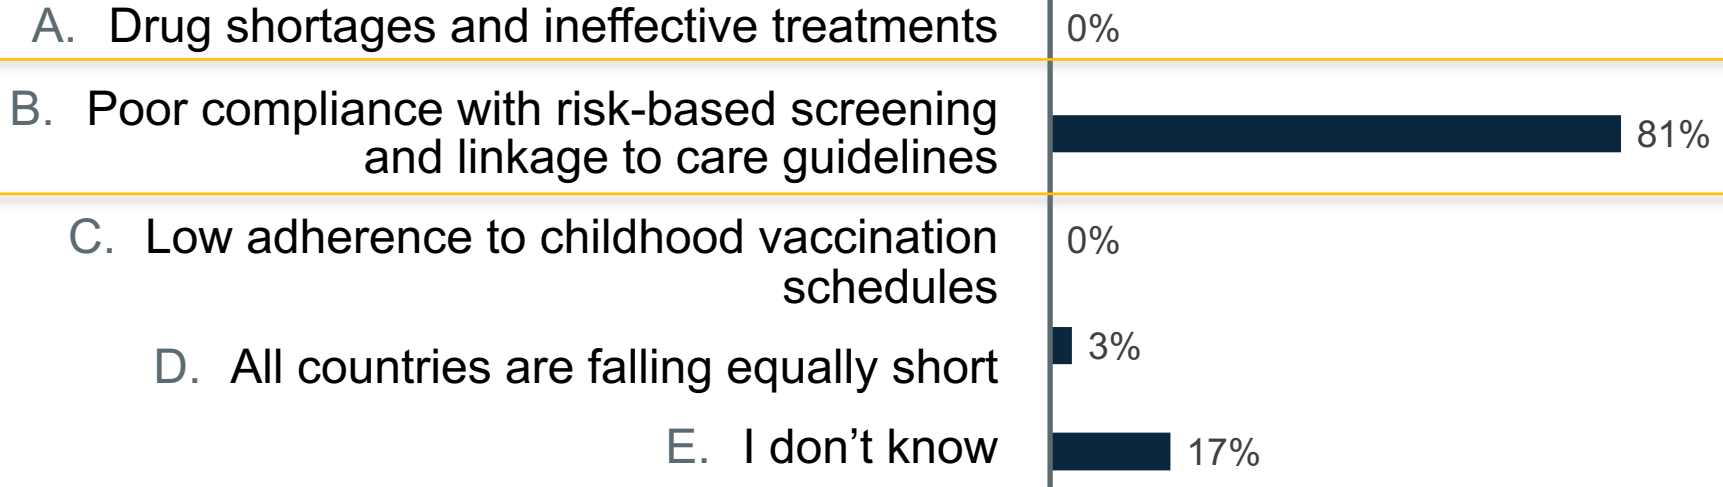 A. Drug shortages and ineffective treatments 0%
B. Poor compliance with risk-based screening
and linkage to care guidelines 81%
C. Low adherence to childhood vaccination 0%
schedules
D. All countries are falling equally short 3%
E. I don’t know 17%